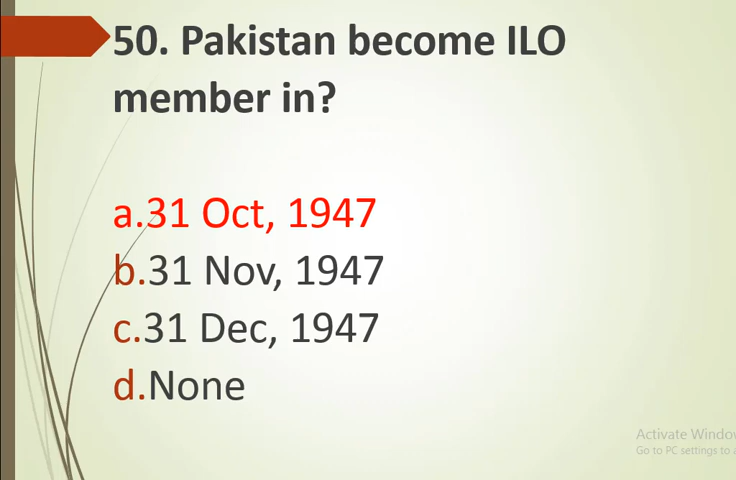 50. Pakistan become ILO
member in?
a.31 Oct, 1947
b.31 Nov, 1947
c.31 Dec, 1947
d.None
Activate Window
Go to PC settings to a